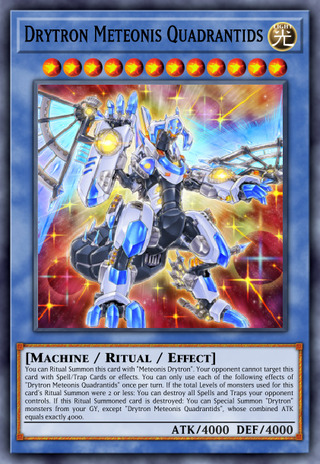 Drytron Meteonis Quadrantids
LIGHT
光
[Machine / Ritual / Effect]
You can Ritual Summon this card with "Meteonis Drytron". Your opponent cannot target this
card with Spell/Trap Cards or effects. You can only use each of the following effects of
"Drytron Meteonis Quadrantids" once per turn. If the total Levels of monsters used for this
card's Ritual Summon were 2 or less: You can destroy all Spells and Traps your opponent
controls. If this Ritual Summoned card is destroyed: You can Special Summon "Drytron"
monsters from your GY, except "Drytron Meteonis Quadrantids", whose combined ATK
equals exactly 4000.
ATK/4000 DEF/4000